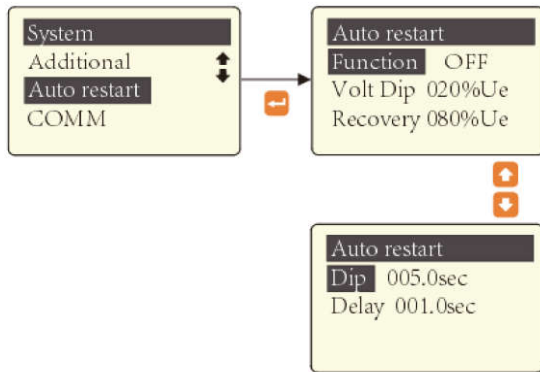 System
Additional
Auto restart
COMM
Auto restart
Function OFF
Volt Dip 020%Ue
Recovery 080%Ue
Auto restart
Dip 005.0sec
Delay 001.0sec